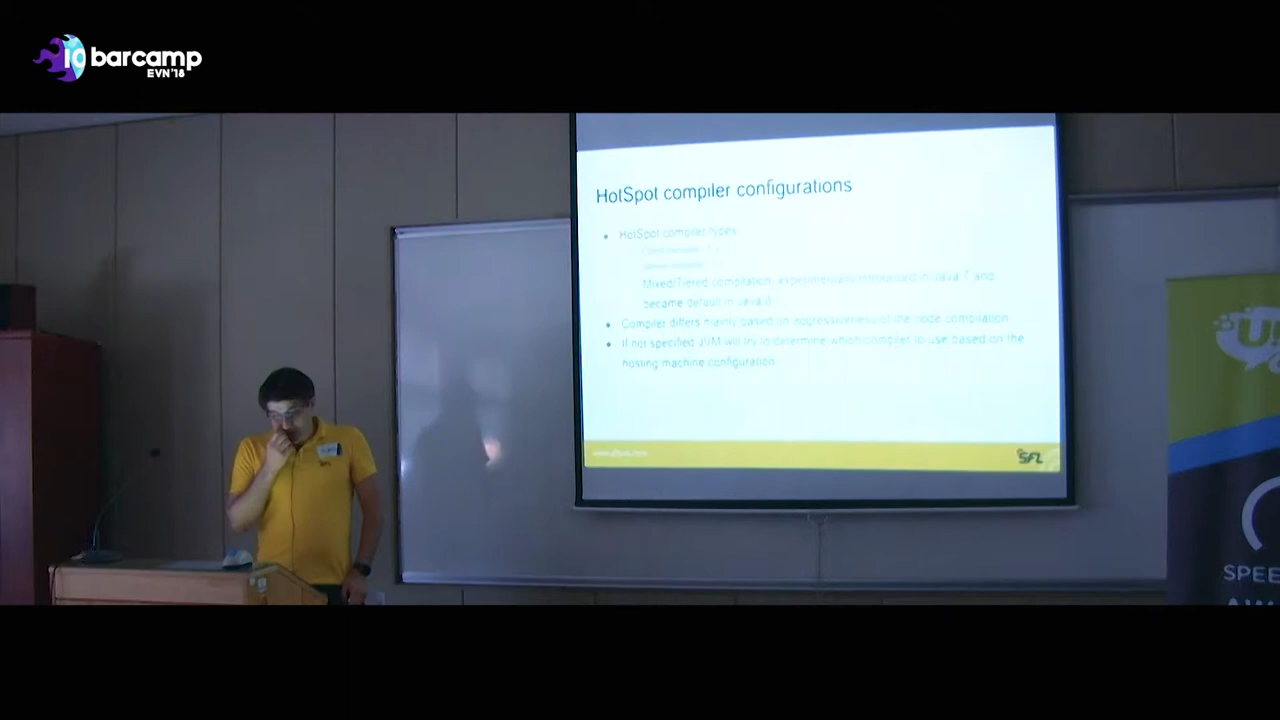 10 barcamp
EVN'18
HotSpot compiler configurations
HotSpot compiler types
Mixed/Tiered compilation, experimentally introduced in Java 7 and
became default in Java 8
Compiler differs mainly based on aggressiveness of the code compilation
If not specified JVM will try to determine which compiler to use based on the
hosting machine configuration
SFL
SPEE